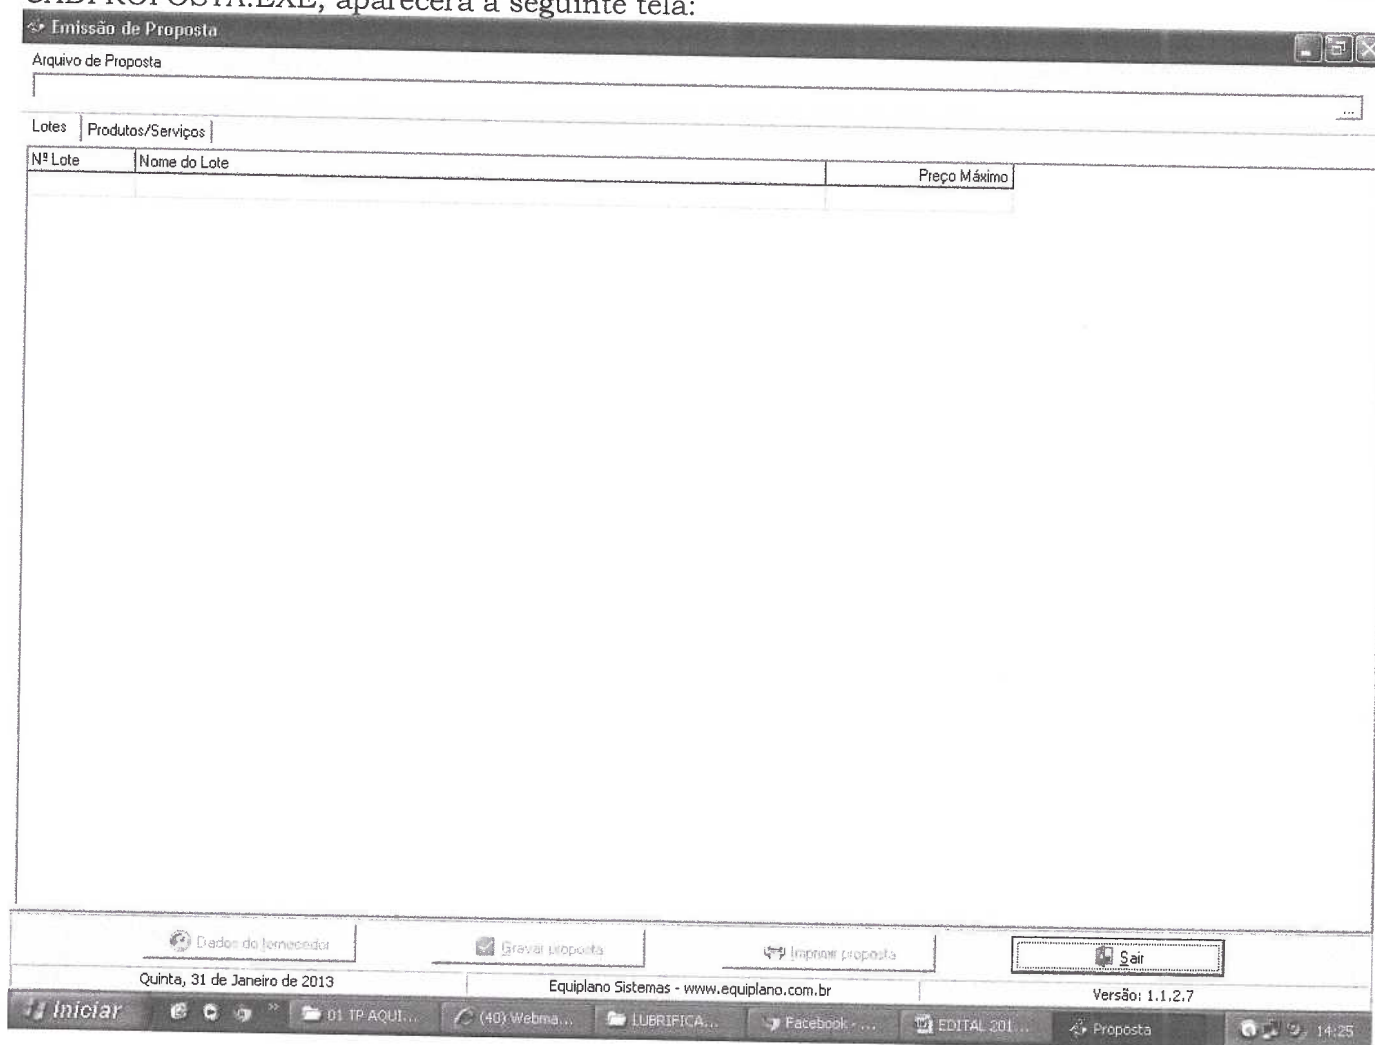 CADPROPOSTA.EXE, aparecerá a seguinte tela:
Emissão de Proposta
Arquivo de Proposta
...
Lotes Produtos/Serviços
Nº Lote Nome do Lote Preço Máximo
Dados do fornecedor Gravar proposta Imprimir proposta Sair
Quinta, 31 de Janeiro de 2013 Equiplano Sistemas - www.equiplano.com.br Versão: 1.1.2.7
Iniciar » 01 TP AQUI... (40) Webma... LUBRIFICA... Facebook - ... EDITAL 201... Proposta 14:25